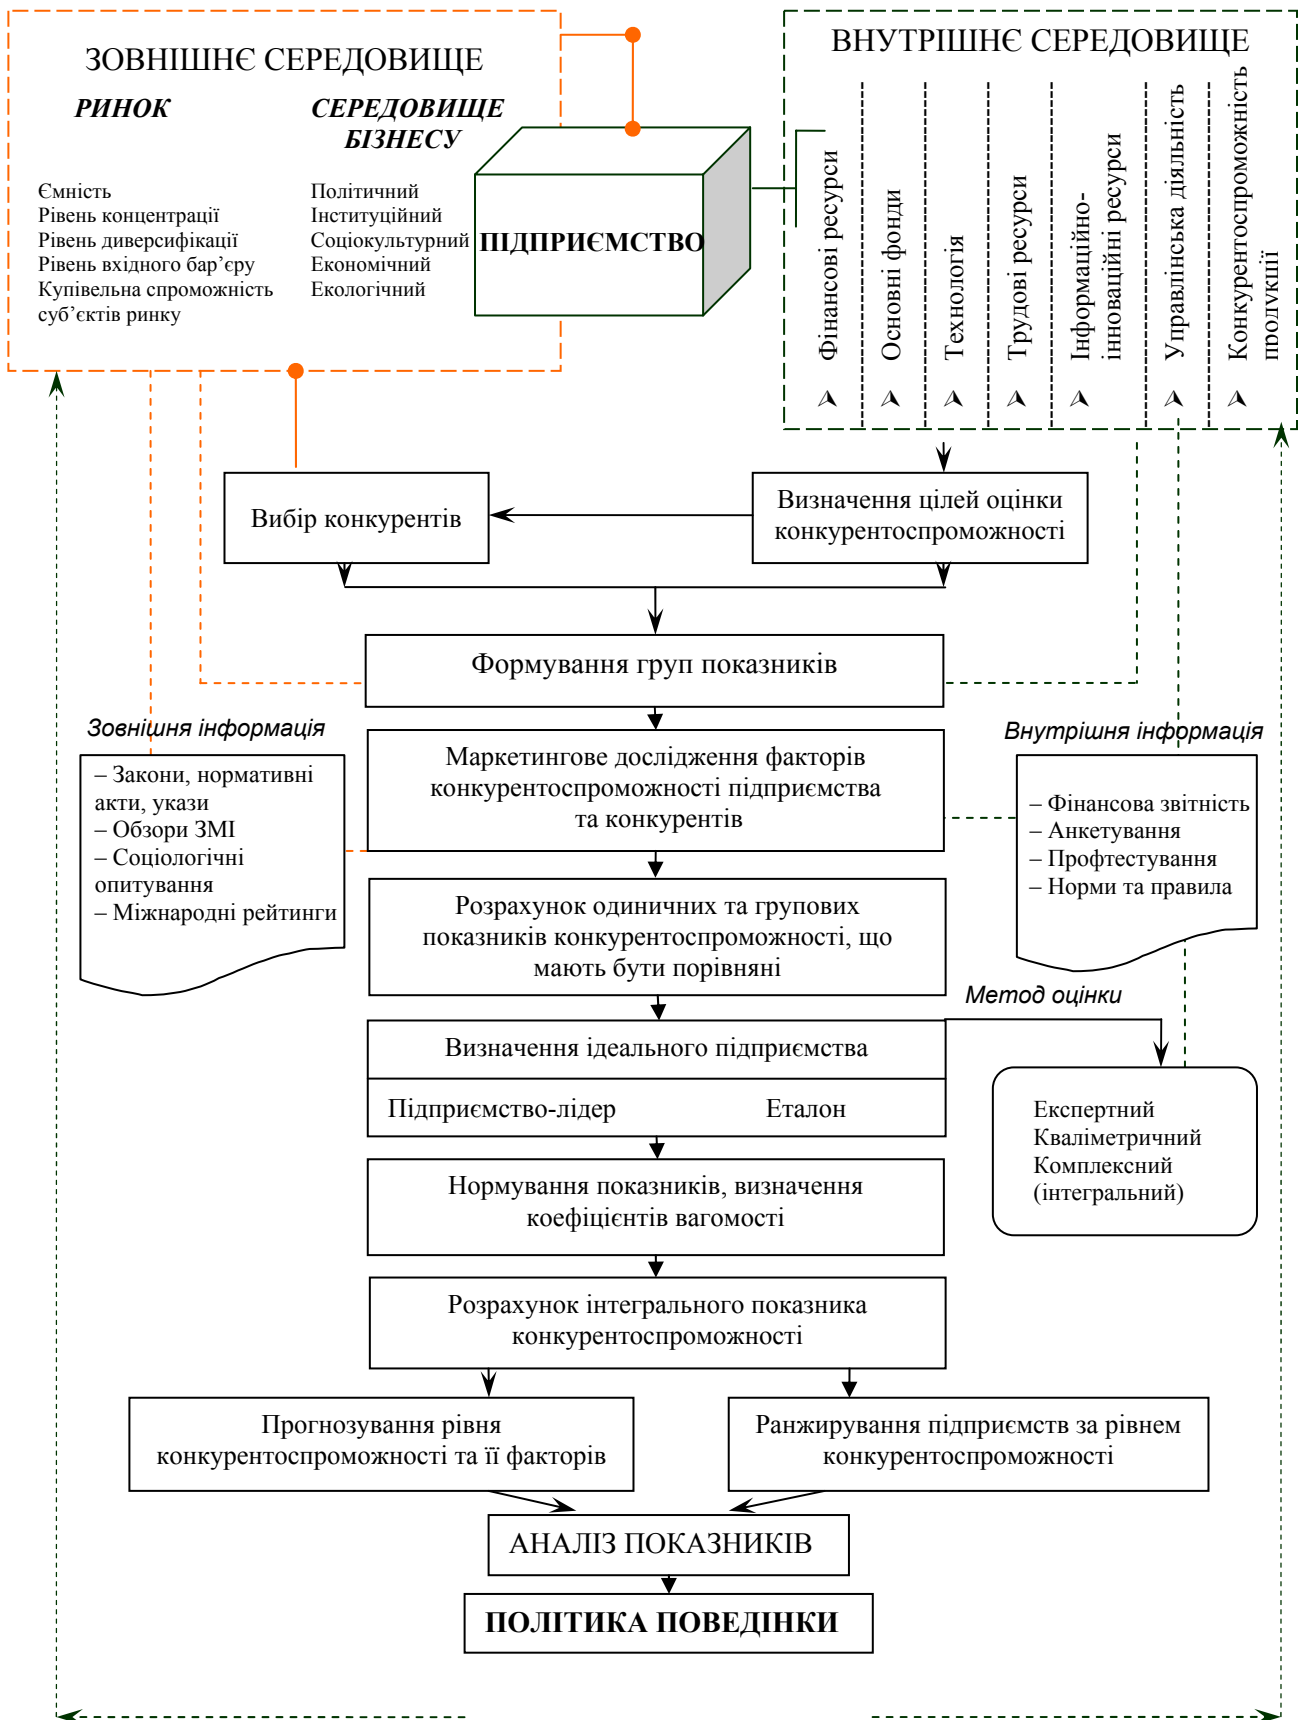 ЗОВНІШНЄ СЕРЕДОВИЩЕ
РИНОК
Ємність
Рівень концентрації
Рівень диверсифікації
Рівень вхідного бар’єру
Купівельна спроможність
суб’єктів ринку
СЕРЕДОВИЩЕ
БІЗНЕСУ
Політичний
Інституційний
Соціокультурний
Економічний
Екологічний
ПІДПРИЄМСТВО
ВНУТРІШНЄ СЕРЕДОВИЩЕ
Фінансові ресурси
Основні фонди
Технологія
Трудові ресурси
Інформаційно-
інноваційні ресурси
Управлінська діяльність
Конкурентоспроможність
продукції
Вибір конкурентів
Визначення цілей оцінки
конкурентоспроможності
Формування груп показників
Зовнішня інформація
– Закони, нормативні
акти, укази
– Обзори ЗМІ
– Соціологічні
опитування
– Міжнародні рейтинги
Маркетингове дослідження факторів
конкурентоспроможності підприємства
та конкурентів
Внутрішня інформація
– Фінансова звітність
– Анкетування
– Профтестування
– Норми та правила
Розрахунок одиничних та групових
показників конкурентоспроможності, що
мають бути порівняні
Метод оцінки
Визначення ідеального підприємства
Підприємство-лідер Еталон
Експертний
Кваліметричний
Комплексний
(інтегральний)
Нормування показників, визначення
коефіцієнтів вагомості
Розрахунок інтегрального показника
конкурентоспроможності
Прогнозування рівня
конкурентоспроможності та її факторів
Ранжирування підприємств за рівнем
конкурентоспроможності
АНАЛІЗ ПОКАЗНИКІВ
ПОЛІТИКА ПОВЕДІНКИ